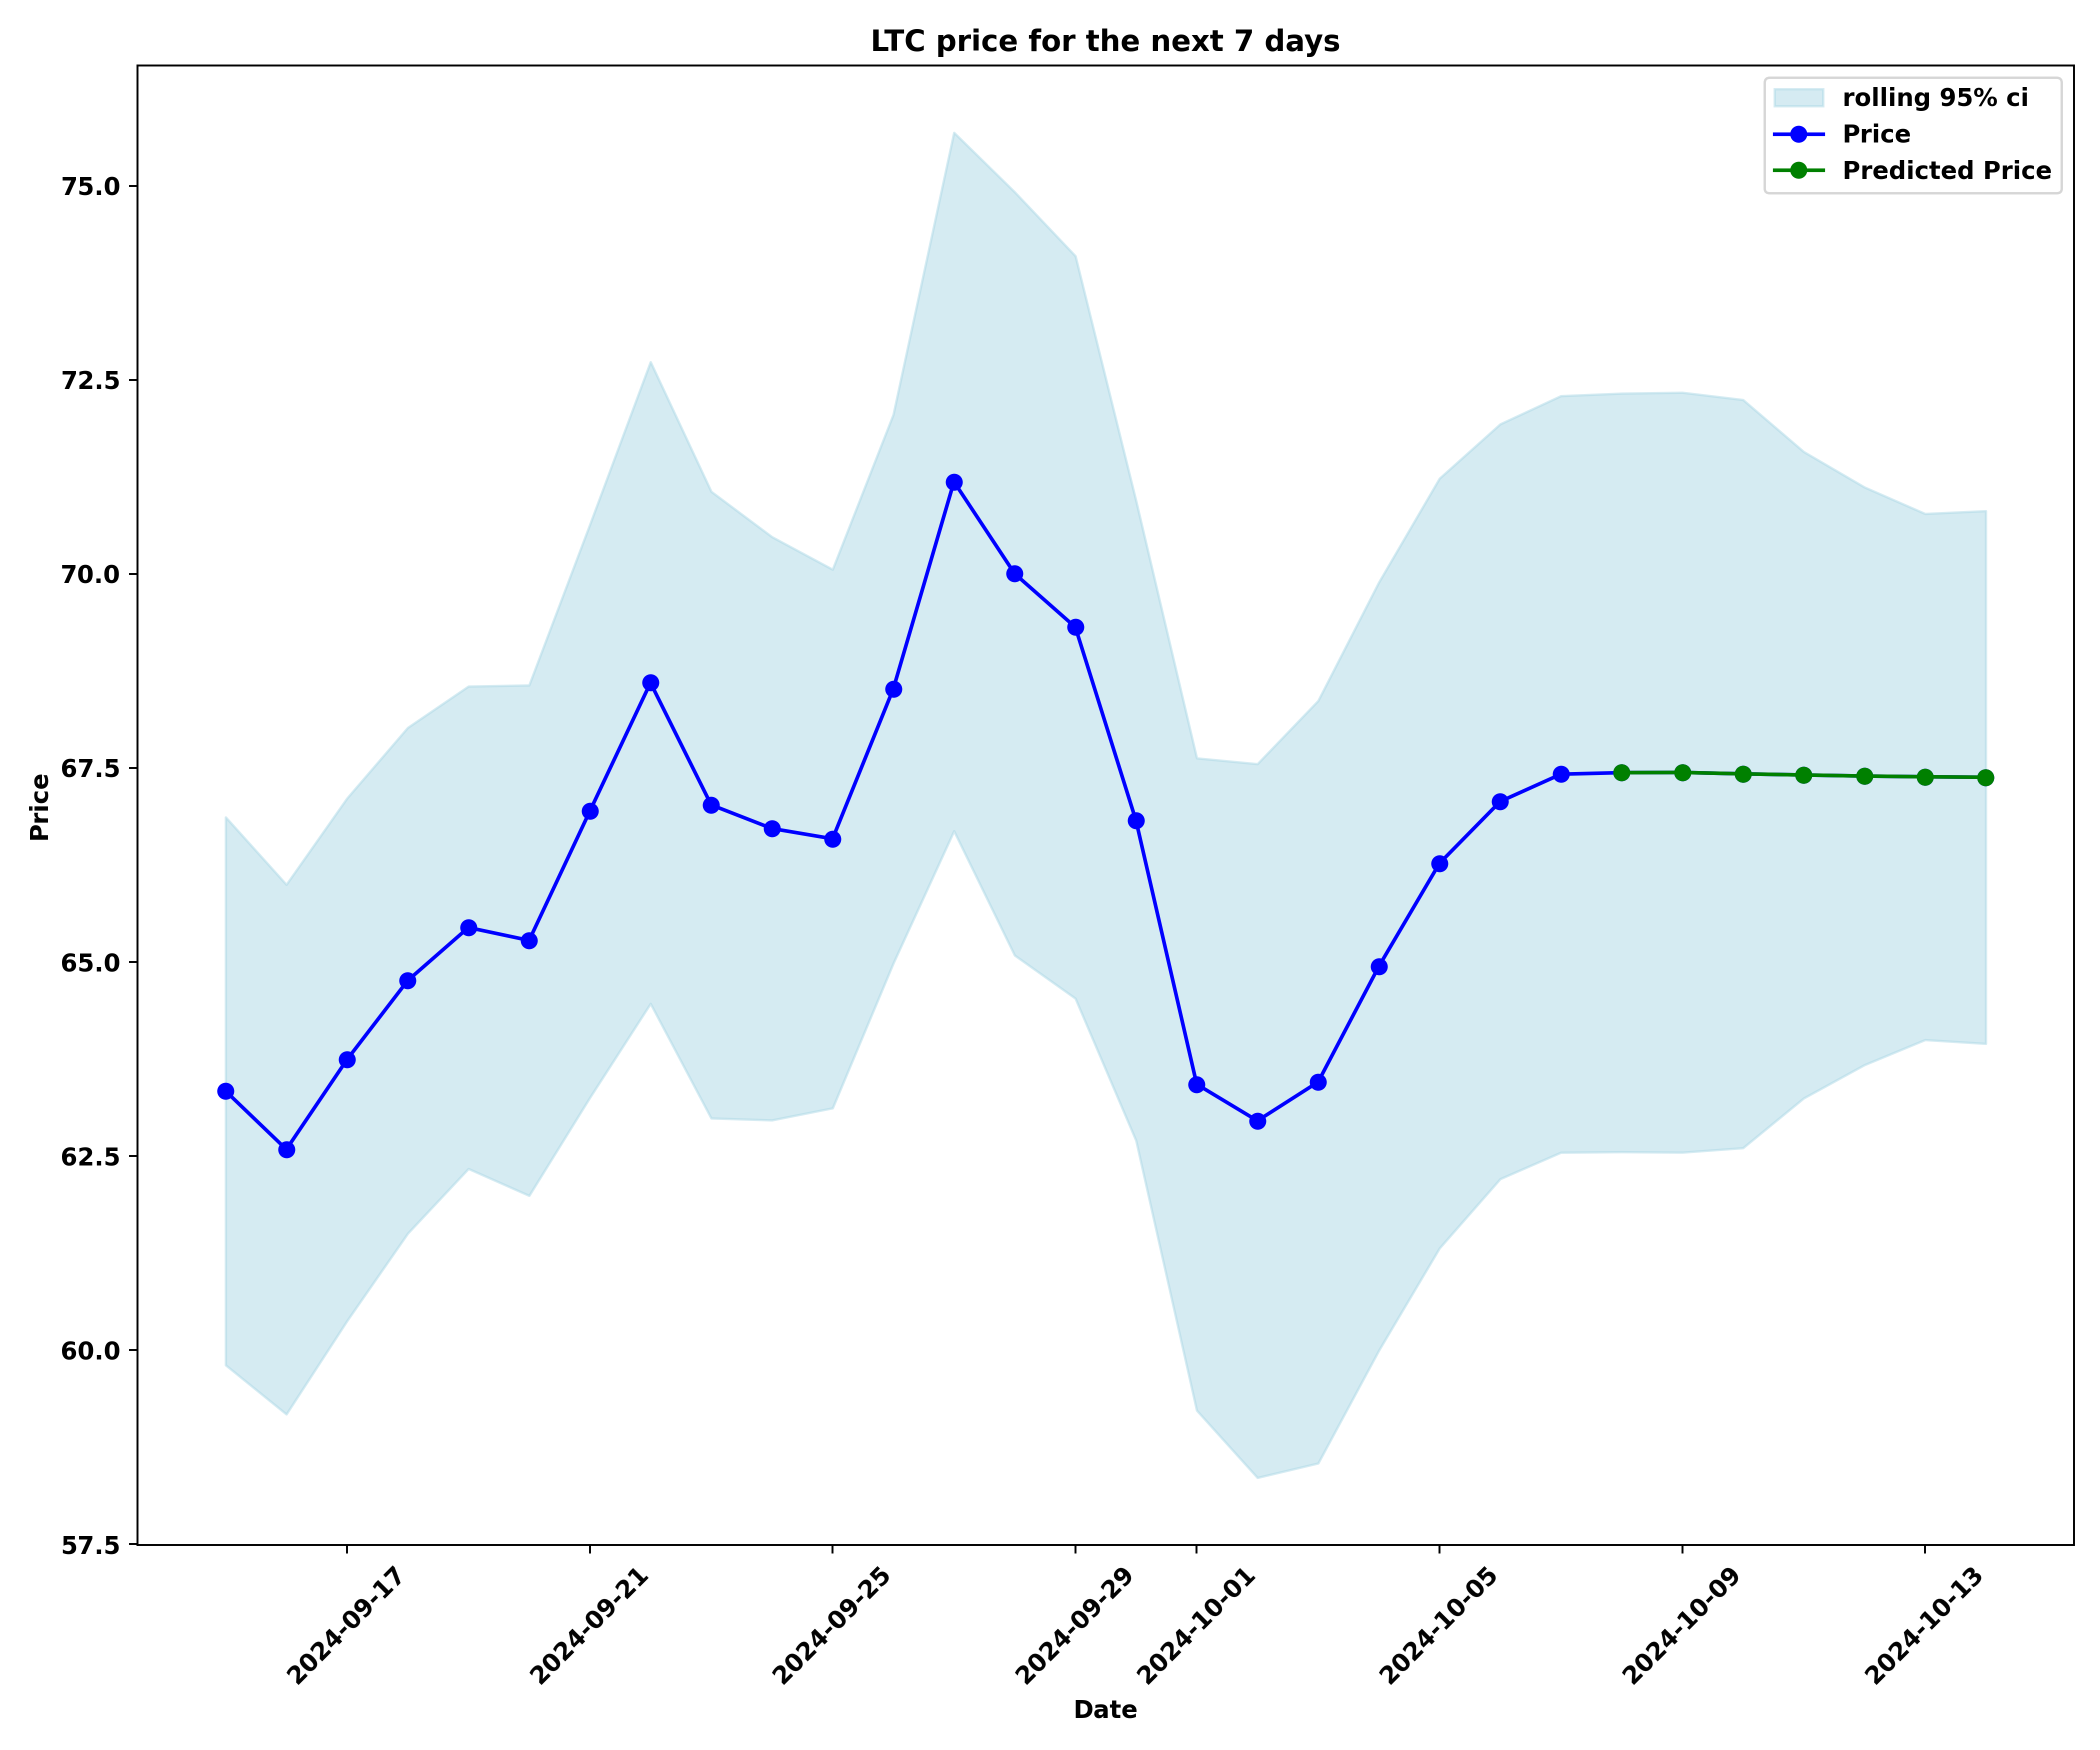 LTC price for the next 7 days
rolling 95% ci
Price
Predicted Price
75.0
72.5
70.0
67.5
65.0
62.5
60.0
57.5
Price
2024-09-17
2024-09-21
2024-09-25
2024-09-29
2024-10-01
2024-10-05
2024-10-09
2024-10-13
Date